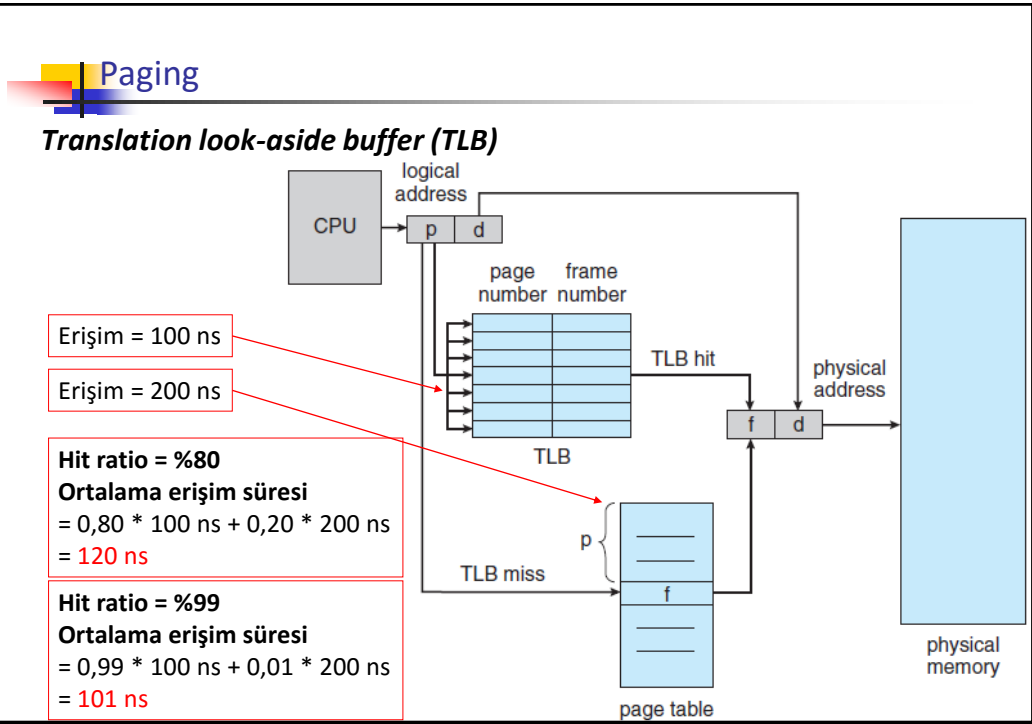 Paging
Translation look-aside buffer (TLB)
logical
address
CPU
p
d
page
number
frame
number
Erişim = 100 ns
TLB hit
physical
address
Erişim = 200 ns
f
d
TLB
Hit ratio = %80
Ortalama erişim süresi
= 0,80 * 100 ns + 0,20 * 200 ns
= 120 ns
p
TLB miss
f
Hit ratio = %99
Ortalama erişim süresi
= 0,99 * 100 ns + 0,01 * 200 ns
= 101 ns
physical
memory
page table